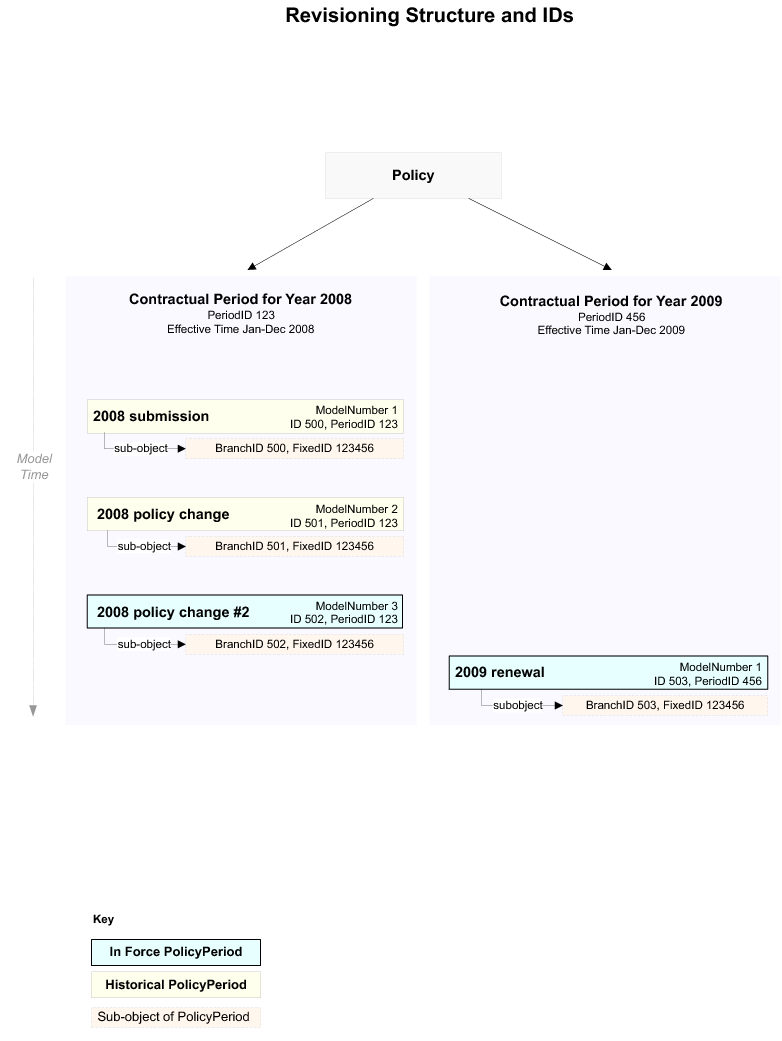 Revisioning Structure and IDs
Policy
Contractual Period for Year 2008
PeriodID 123
Effective Time Jan-Dec 2008
Contractual Period for Year 2009
PeriodID 456
Effective Time Jan-Dec 2009
Model
Time
2008 submission
ModelNumber 1
ID 500, PeriodID 123
sub-object
BranchID 500, FixedID 123456
2008 policy change
ModelNumber 2
ID 501, PeriodID 123
sub-object
BranchID 501, FixedID 123456
2008 policy change #2
ModelNumber 3
ID 502, PeriodID 123
sub-object
BranchID 502, FixedID 123456
2009 renewal
ModelNumber 1
ID 503, PeriodID 456
subobject
BranchID 503, FixedID 123456
Key
In Force PolicyPeriod
Historical PolicyPeriod
Sub-object of PolicyPeriod